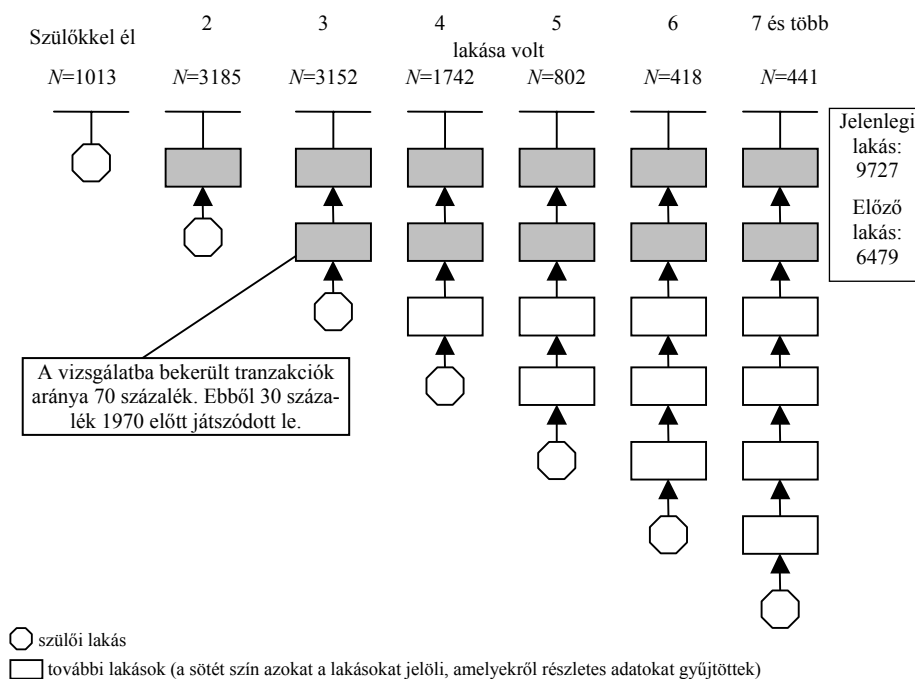 Szülőkkel él
2 3 4 5 6 7 és több
lakása volt
N=1013 N=3185 N=3152 N=1742 N=802 N=418 N=441
Jelenlegi
lakás:
9727
Előző
lakás:
6479
A vizsgálatba bekerült tranzakciók
aránya 70 százalék. Ebből 30 száza-
lék 1970 előtt játszódott le.
szülői lakás
további lakások (a sötét szín azokat a lakásokat jelöli, amelyekről részletes adatokat gyűjtöttek)